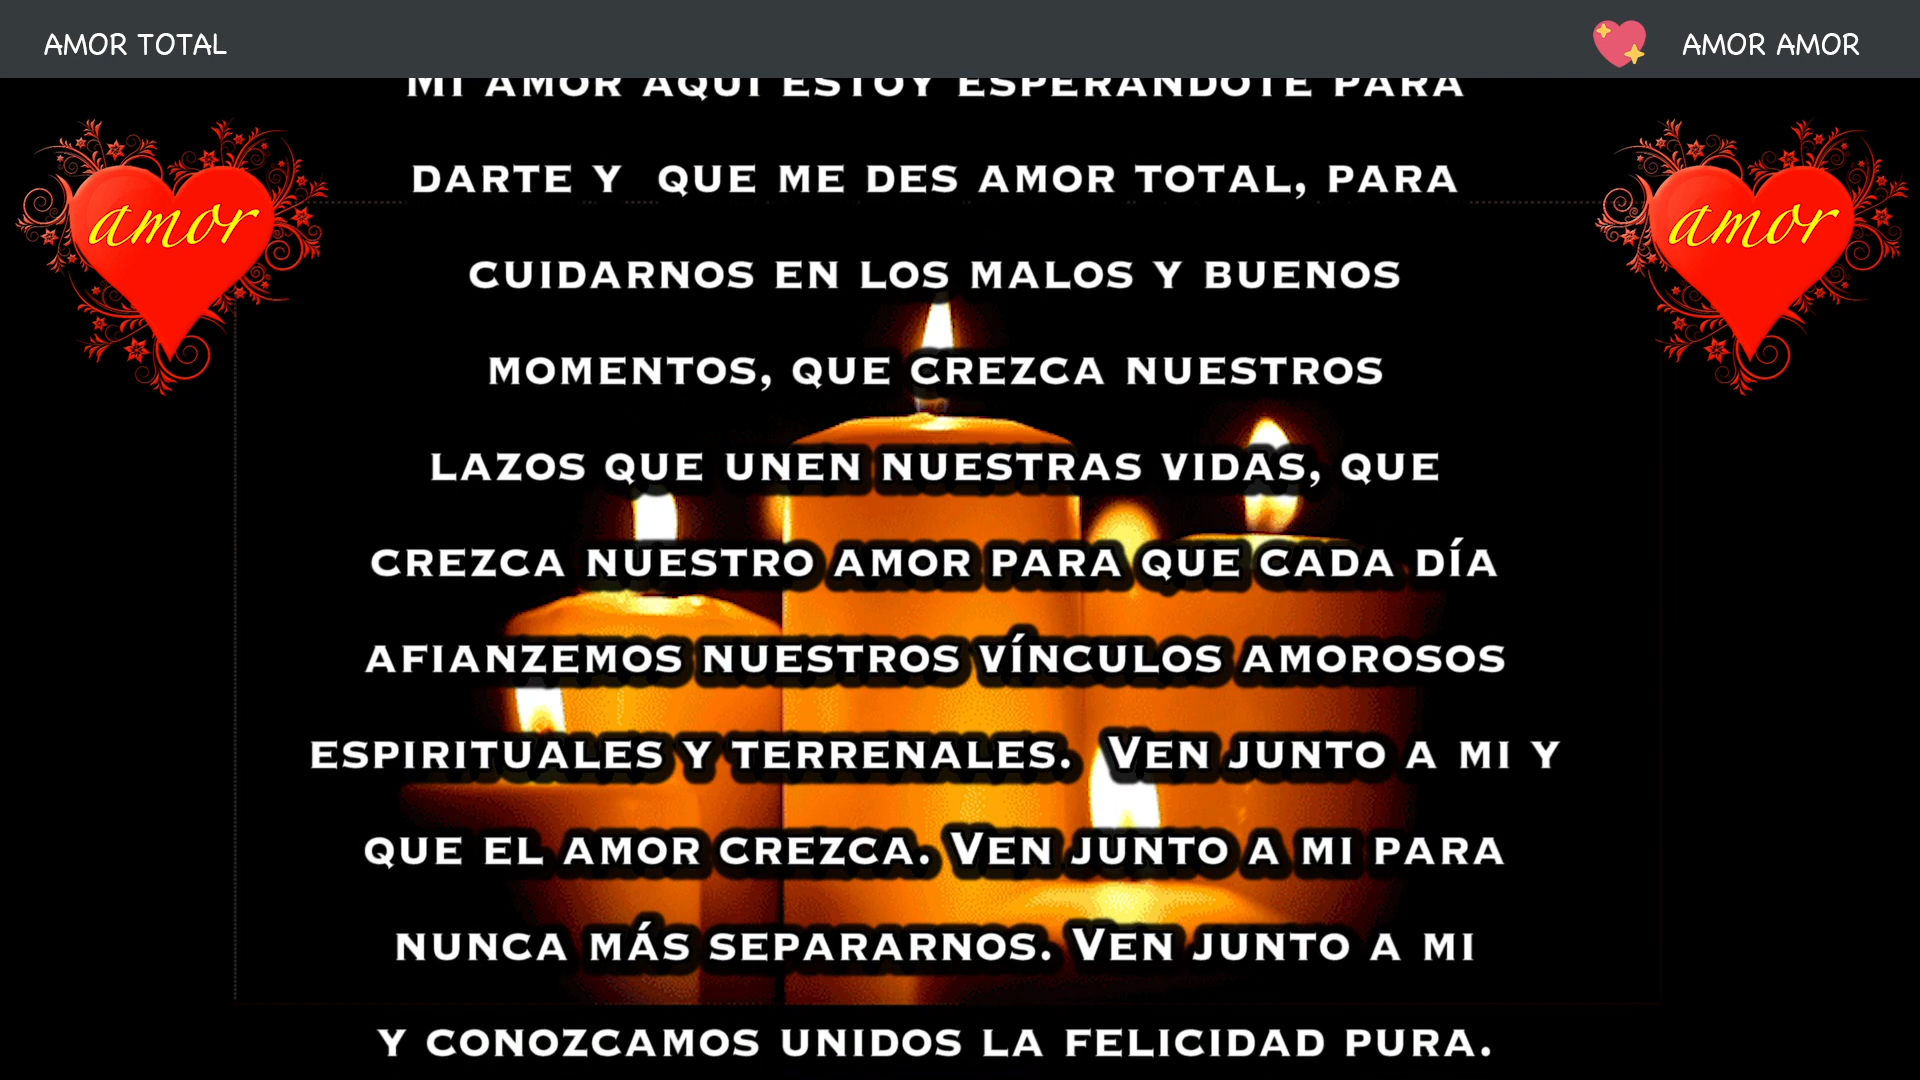 AMOR TOTAL
AMOR AMOR
MI AMOR AQUI ESTOY ESPERANDOTE PARA
amor
amor
DARTE Y QUE ME DES AMOR TOTAL, PARA
CUIDARNOS EN LOS MALOS Y BUENOS
MOMENTOS, QUE CREZCA NUESTROS
LAZOS QUE UNEN NUESTRAS VIDAS, QUE
CREZCA NUESTRO AMOR PARA QUE CADA DÍA
AFIANZEMOS NUESTROS VÍNCULOS AMOROSOS
ESPIRITUALES Y TERRENALES. VEN JUNTO A MI Y
QUE EL AMOR CREZCA. VEN JUNTO A MI PARA
NUNCA MÁS SEPARARNOS. VEN JUNTO A MI
Y CONOZCAMOS UNIDOS LA FELICIDAD PURA.